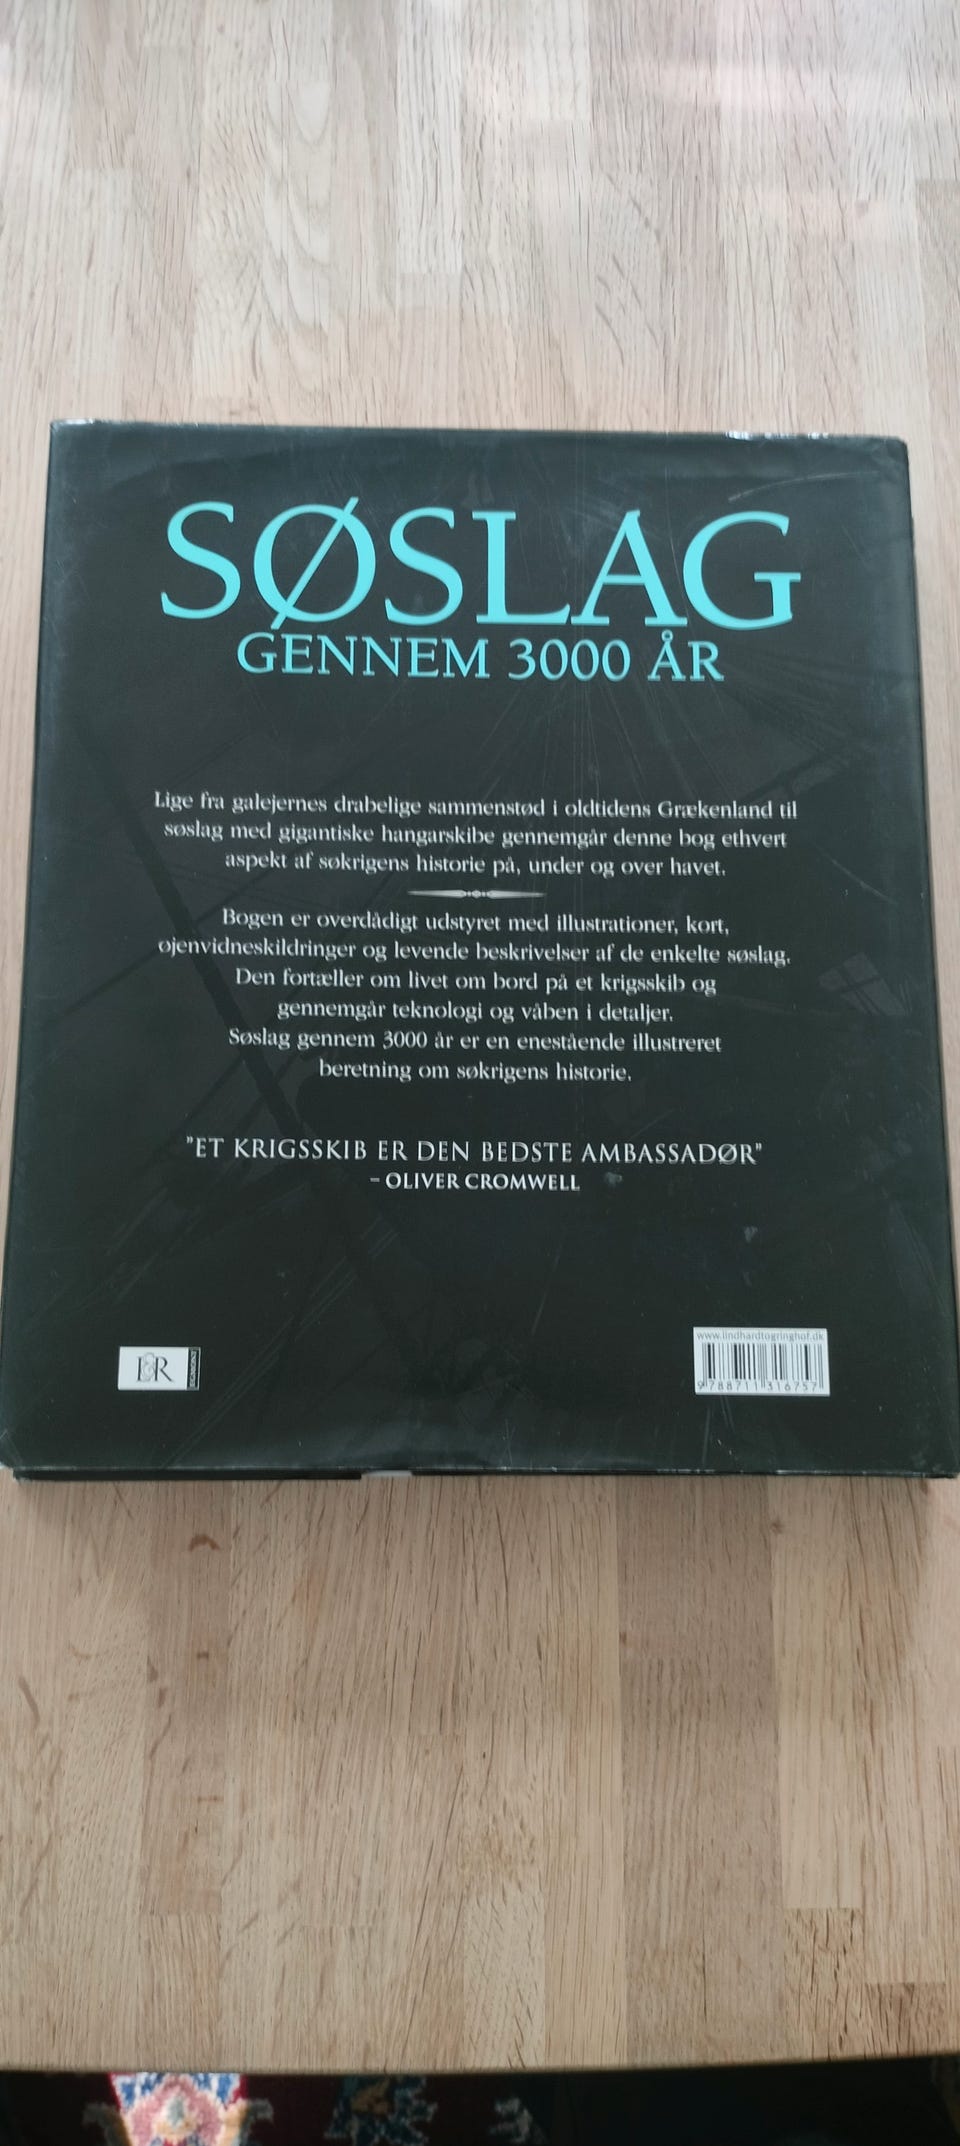 SØSLAG
GENNEM 3000 ÅR
Lige fra galejernes drabelige sammenstød i oldtidens Grækenland til
søslag med gigantiske hangarskibe gennemgår denne bog ethvert
aspekt af søkrigens historie på, under og over havet.
Bogen er overdådigt udstyret med illustrationer, kort,
øjenvidneskildringer og levende beskrivelser af de enkelte søslag.
Den fortæller om livet om bord på et krigsskib og
gennemgår teknologi og våben i detaljer.
Søslag gennem 3000 år er en enestående illustreret
beretning om søkrigens historie.
"ET KRIGSSKIB ER DEN BEDSTE AMBASSADØR"
– OLIVER CROMWELL
L&R
EGMONT
www.lindhardtogringhof.dk
9 788711 316757